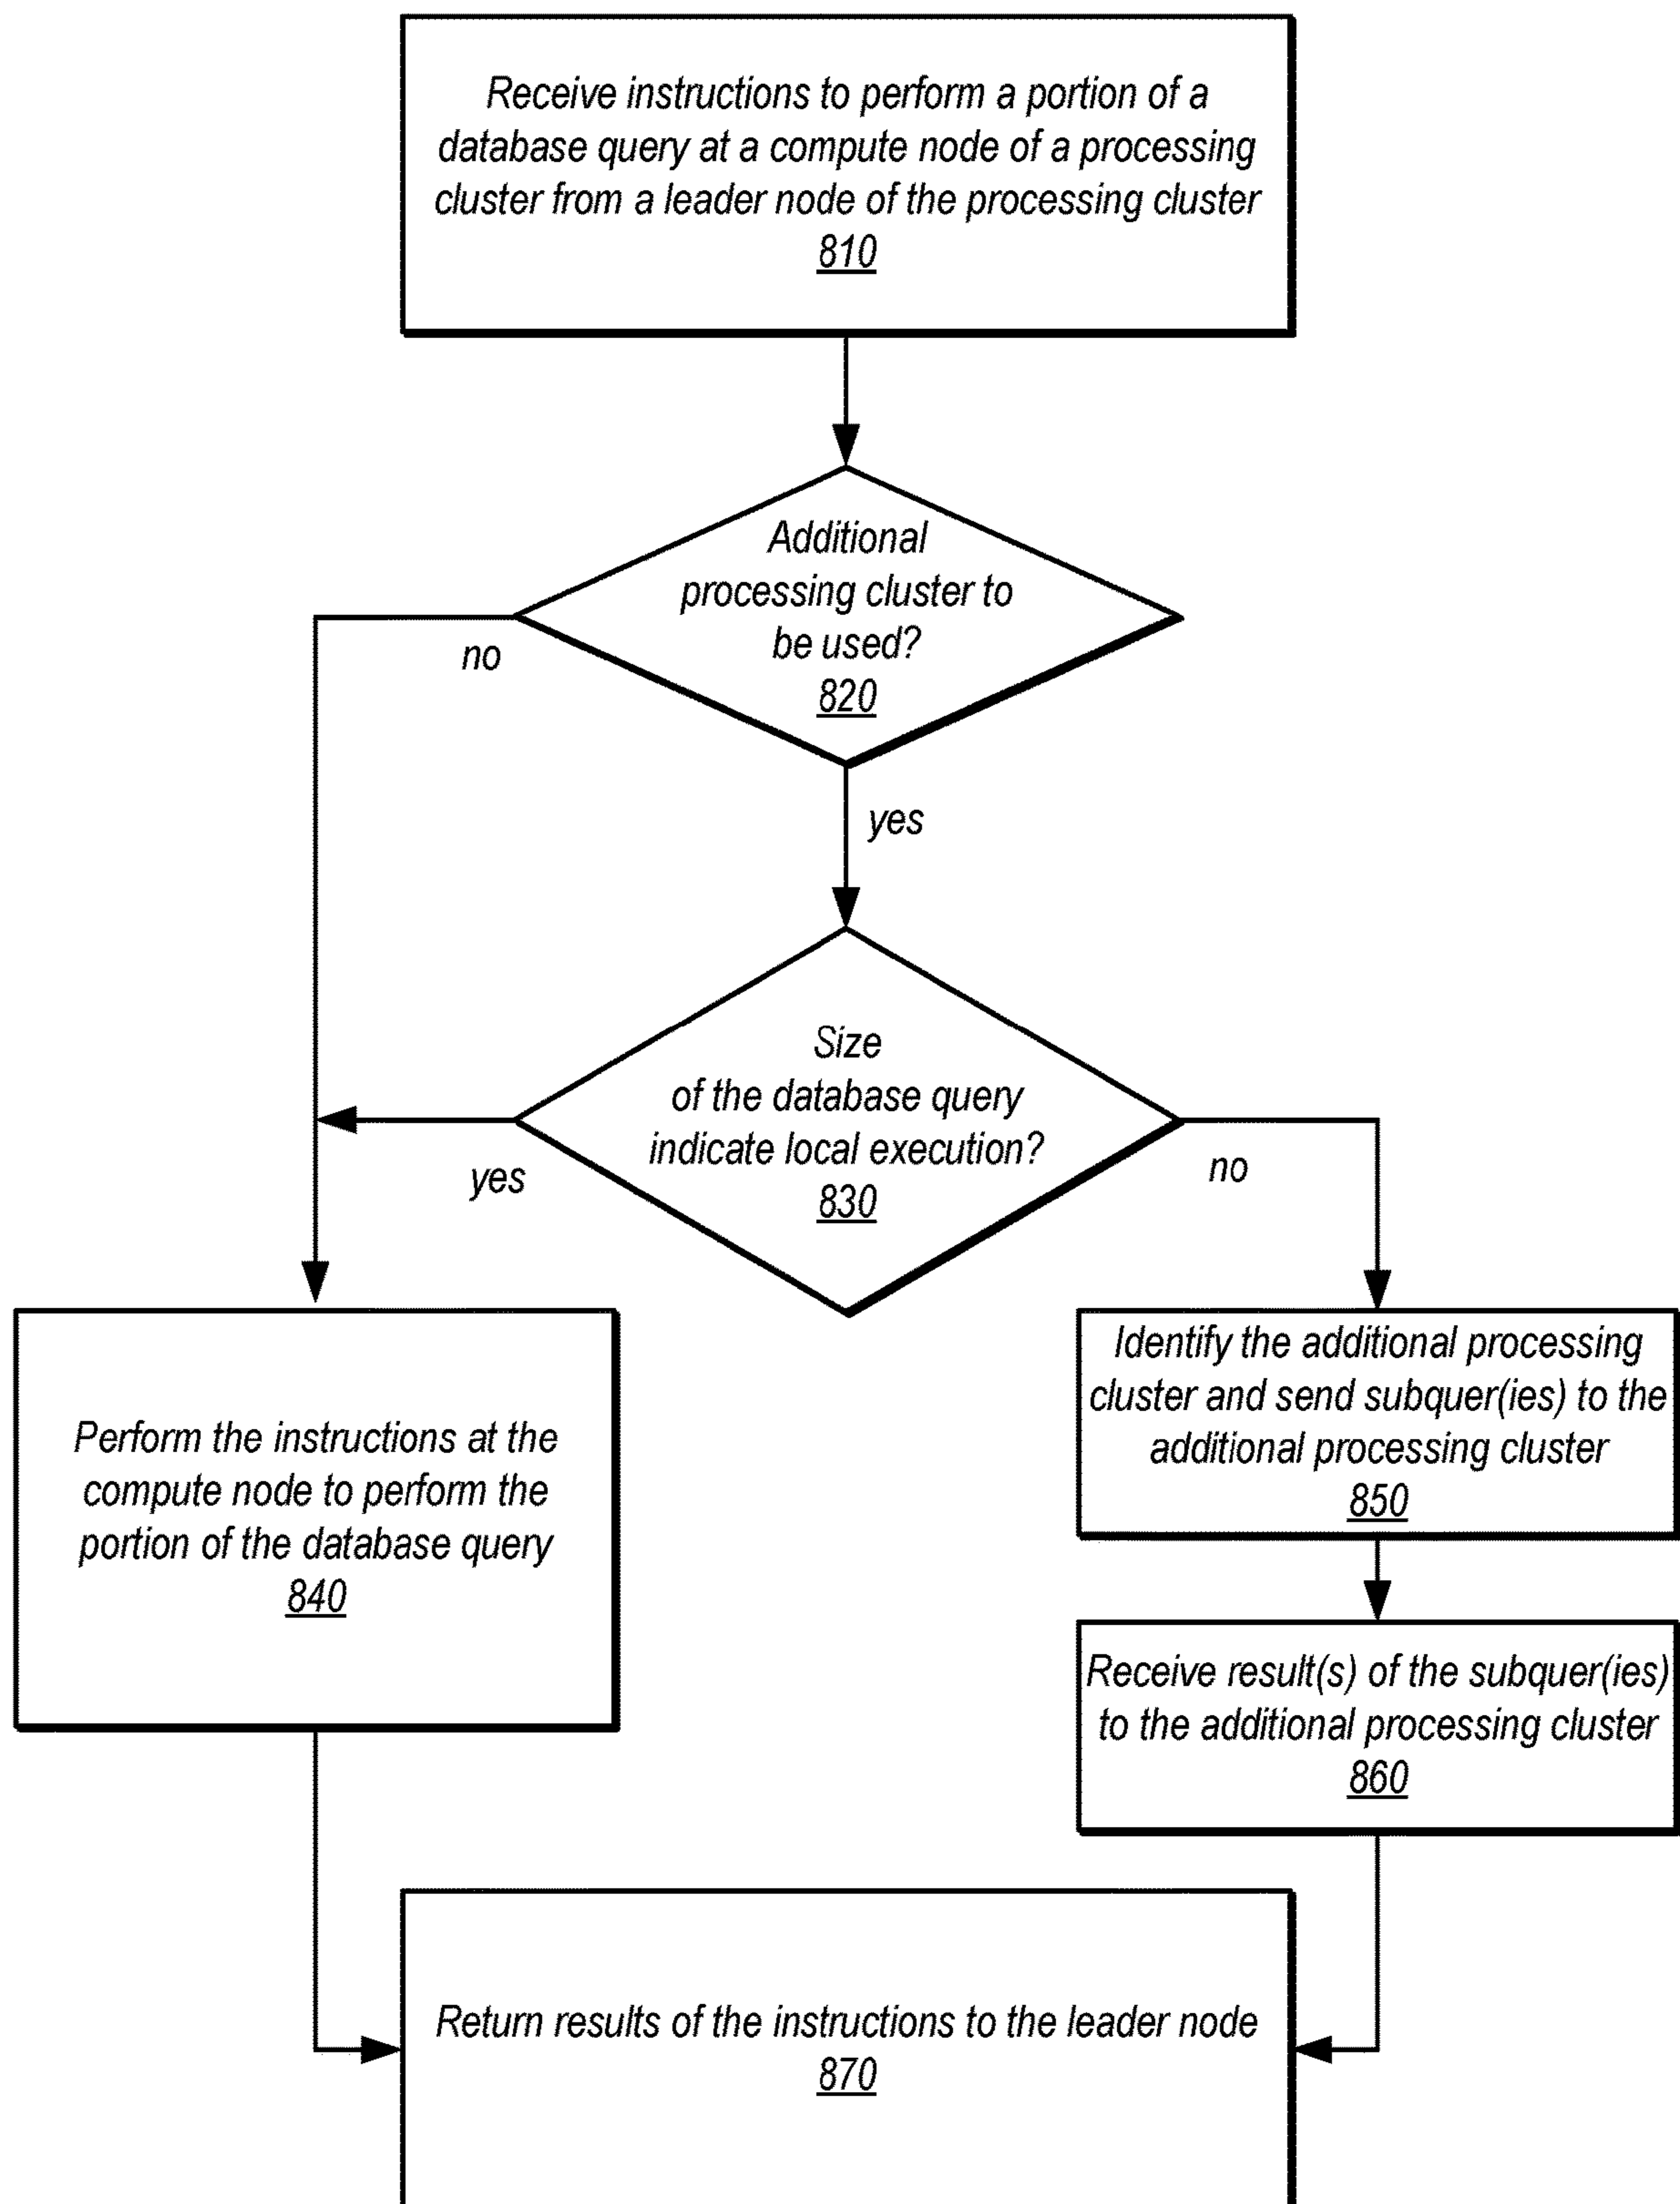 Receive instructions to perform a portion of a
database query at a compute node of a processing
cluster from a leader node of the processing cluster
810
Additional
processing cluster to
be used?
820
no
yes
Size
of the database query
indicate local execution?
830
yes
no
Identify the additional processing
cluster and send subquer(ies) to the
additional processing cluster
850
Perform the instructions at the
compute node to perform the
portion of the database query
840
Receive result(s) of the subquer(ies)
to the additional processing cluster
860
Return results of the instructions to the leader node
870